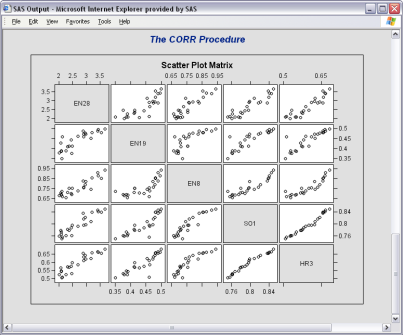 SAS Output - Microsoft Internet Explorer provided by SAS
File Edit View Favorites Tools Help
The CORR Procedure
Scatter Plot Matrix
2 2.5 3 3.5 0.65 0.75 0.85 0.95 0.5 0.65
3.5
3.0
2.5
2
EN28
EN19
0.5
0.45
0.40
0.35
0.95
0.85
0.75
0.65
EN8
SO1
0.84
0.8
0.76
0.65
0.6
0.55
0.5
HR3
0.35 0.4 0.45 0.5 0.76 0.8 0.84